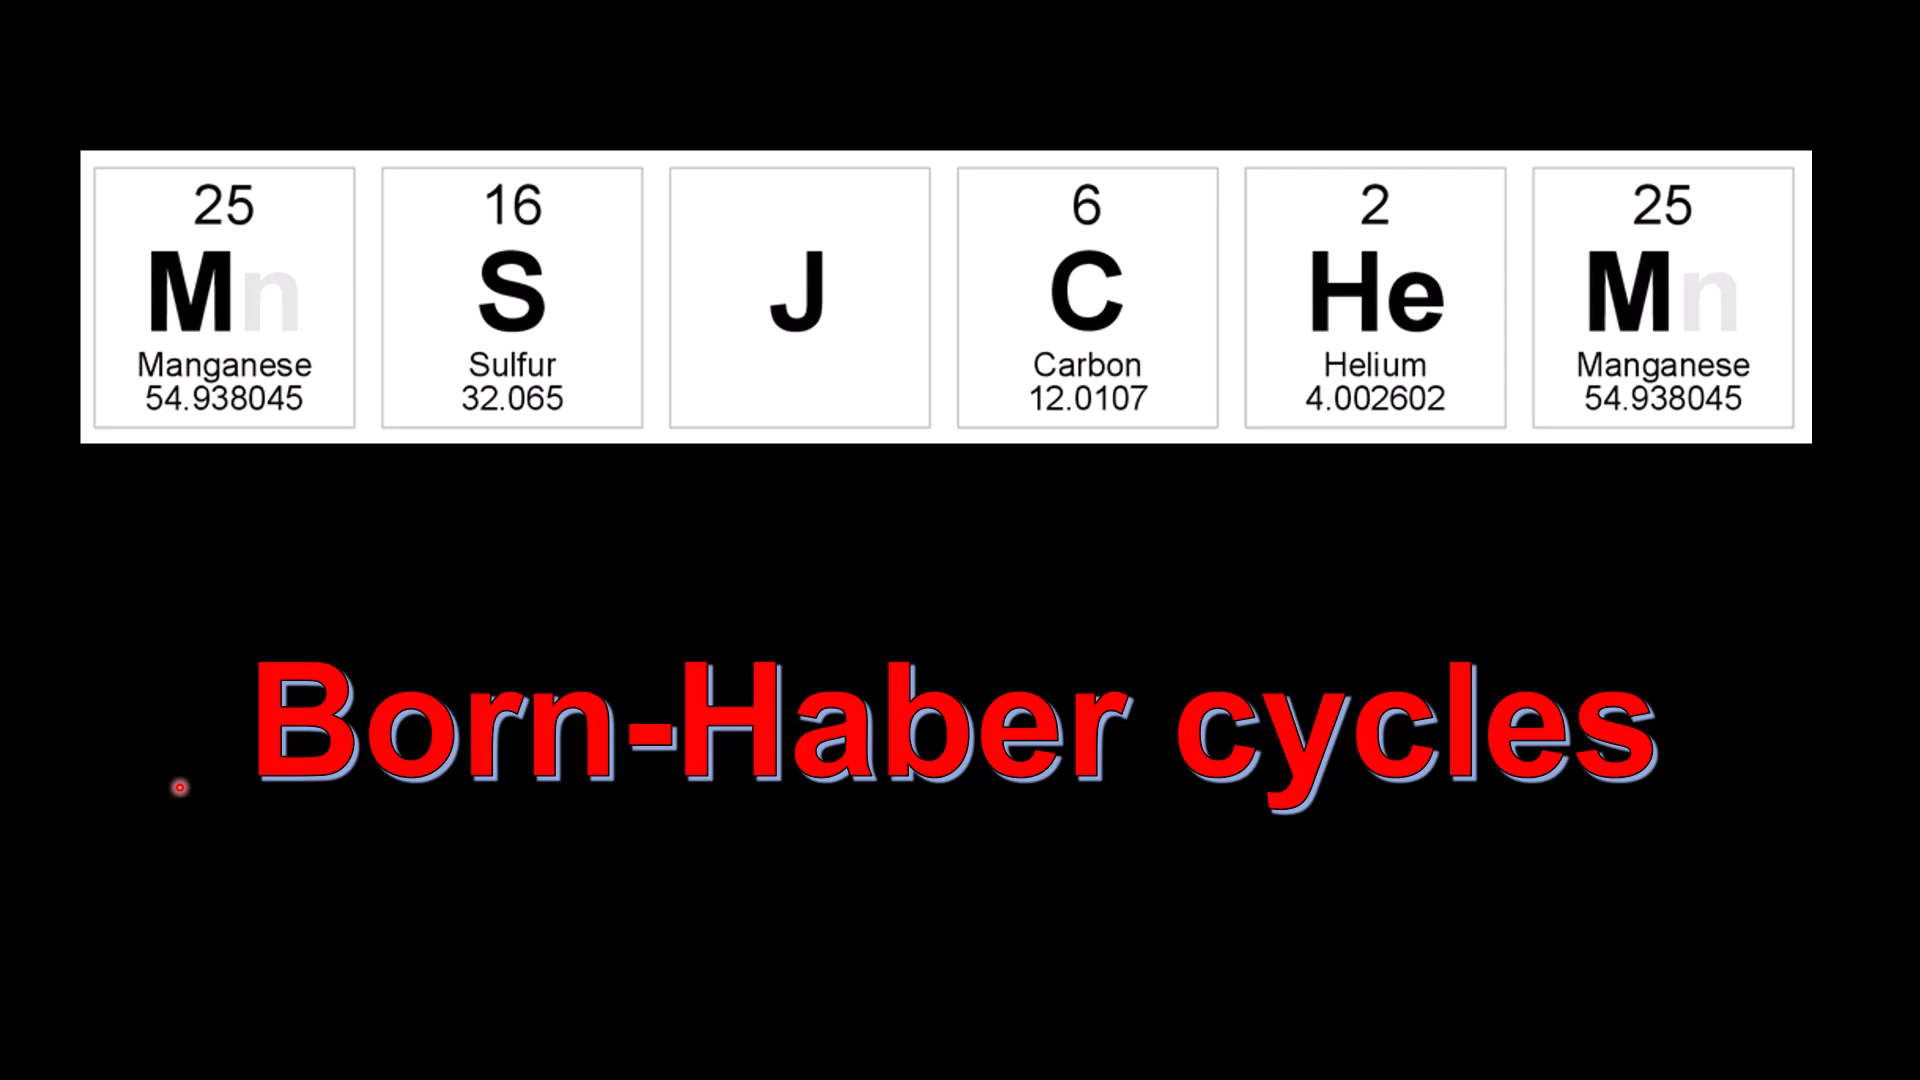 25 16 6 2 25
Mn S J C He Mn
Manganese Sulfur Carbon Helium Manganese
54.938045 32.065 12.0107 4.002602 54.938045
Born-Haber cycles